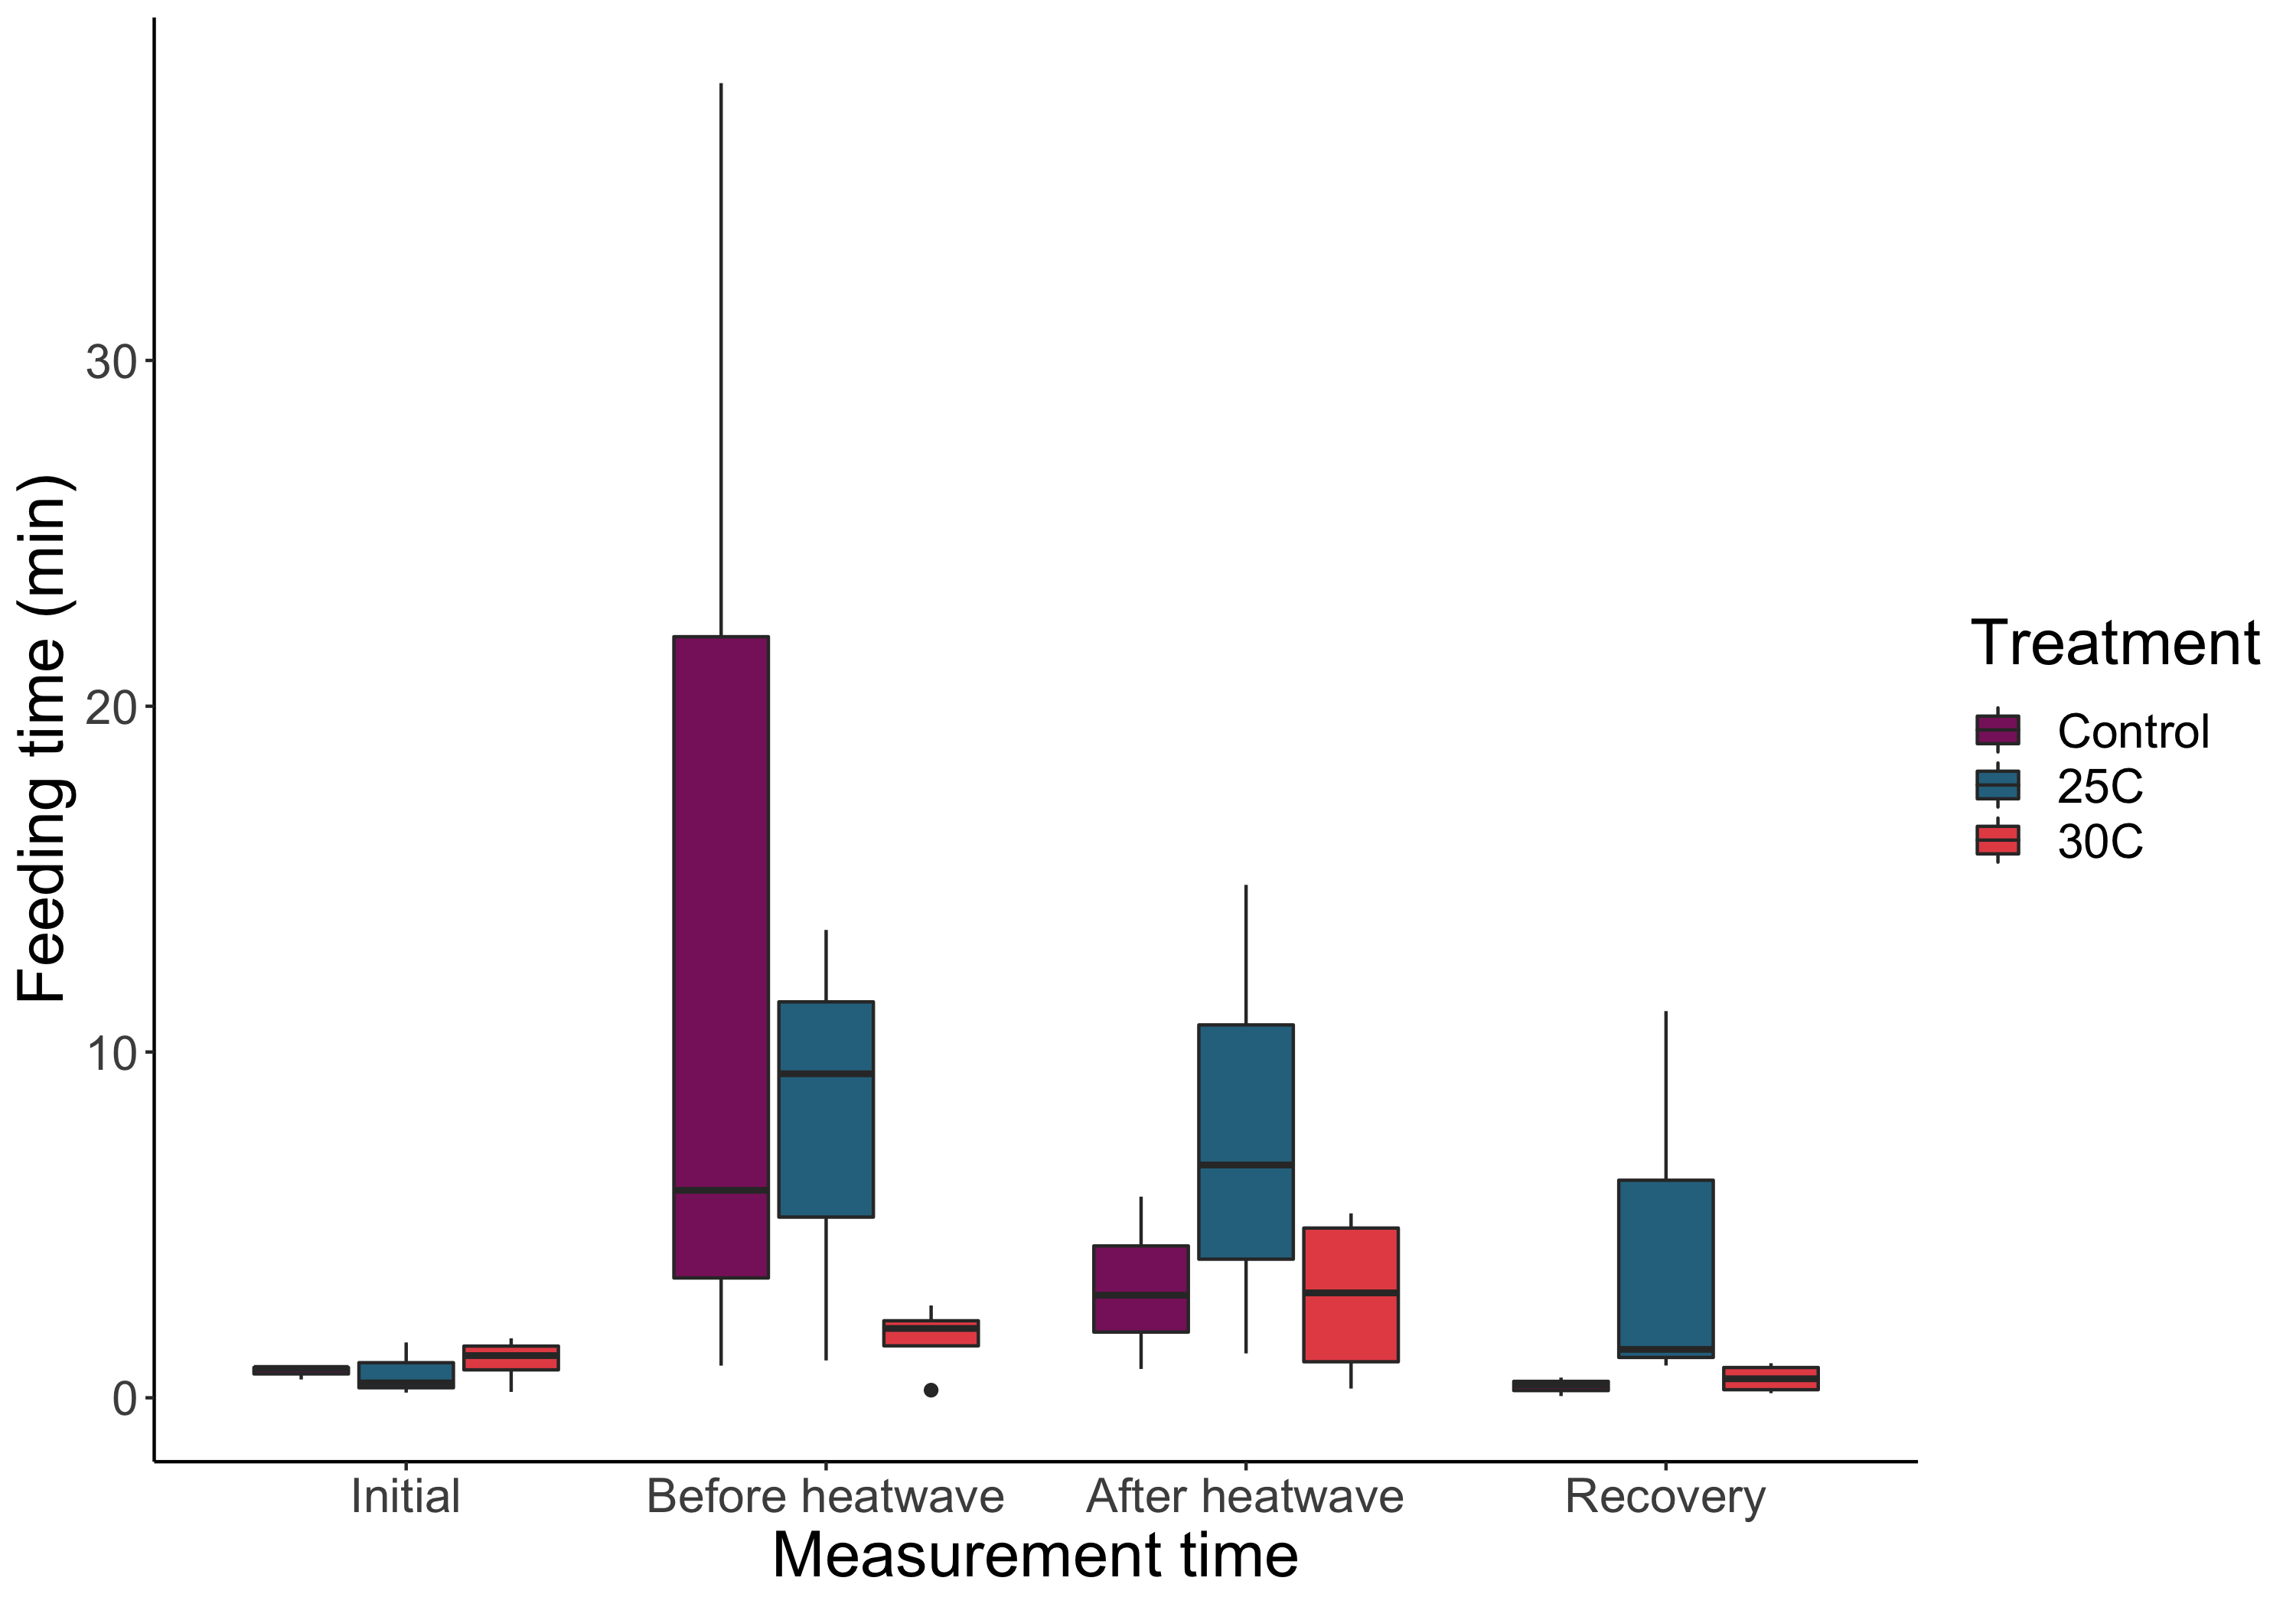 Feeding time (min)
30
20
10
0
Initial
Before heatwave
After heatwave
Recovery
Measurement time
Treatment
Control
25C
30C